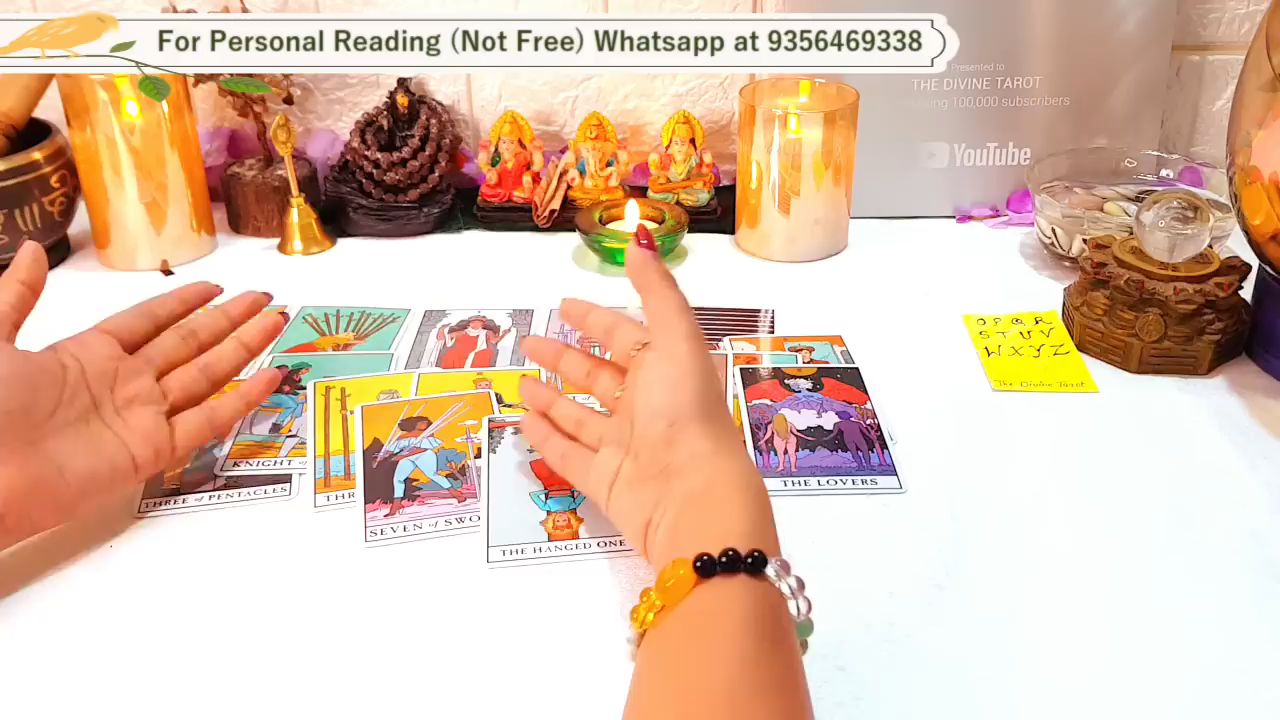 For Personal Reading (Not Free) Whatsapp at 9356469338
Presented to
THE DIVINE TAROT
100,000 subscribers
YouTube
O P Q R
S T U V
W X Y Z
The Divine Tarot
KNIGHT
THREE of PENTACLES
THR
SEVEN of SWO
THE HANGED ONE
THE LOVERS